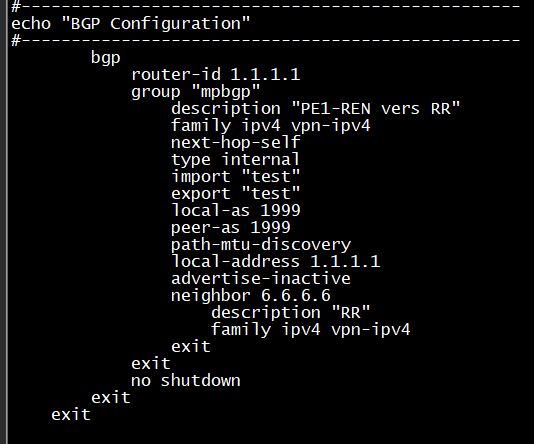 #--------------------------------------------------
echo "BGP Configuration"
#--------------------------------------------------
        bgp
            router-id 1.1.1.1
            group "mpbgp"
                description "PE1-REN vers RR"
                family ipv4 vpn-ipv4
                next-hop-self
                type internal
                import "test"
                export "test"
                local-as 1999
                peer-as 1999
                path-mtu-discovery
                local-address 1.1.1.1
                advertise-inactive
                neighbor 6.6.6.6
                    description "RR"
                    family ipv4 vpn-ipv4
                exit
            exit
            no shutdown
        exit
    exit